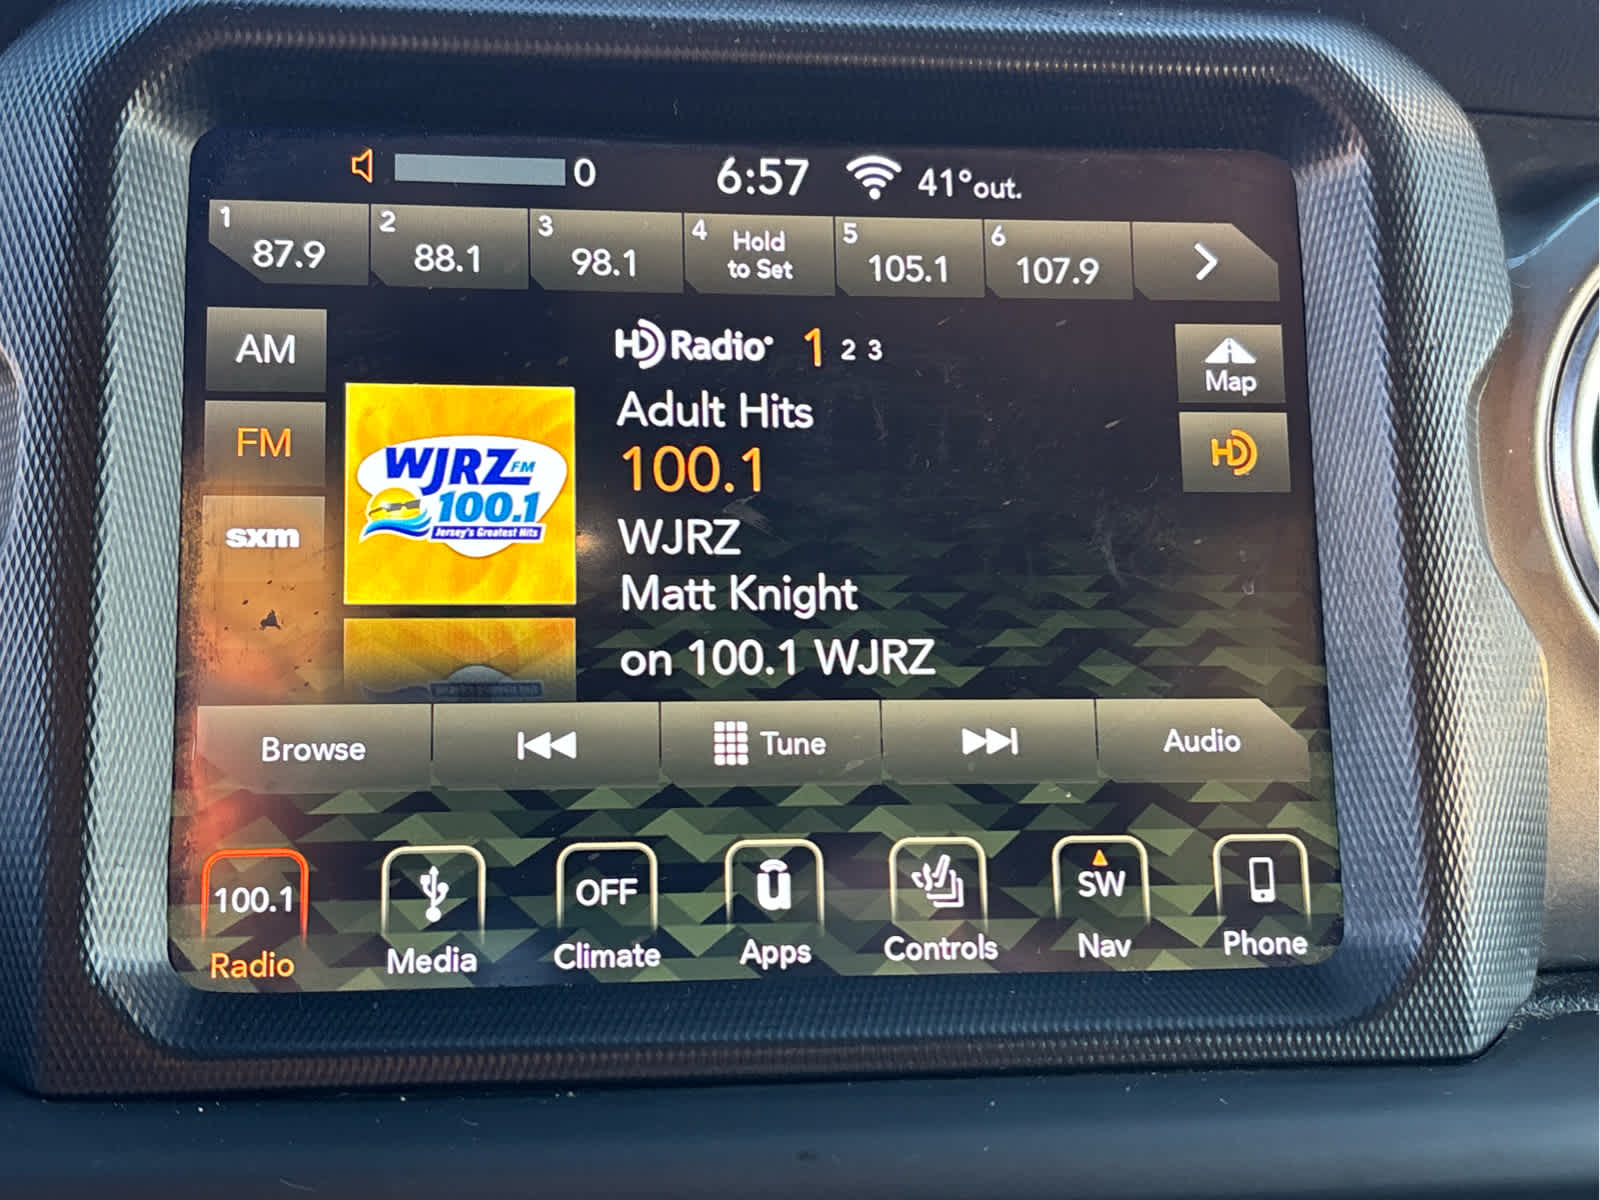 0 6:57 41°out.
1 87.9 2 88.1 3 98.1 4 Hold to Set 5 105.1 6 107.9
AM
FM
sxm
WJRZ FM
100.1
Jersey's Greatest Hits
HD Radio 1 2 3
Adult Hits
100.1
WJRZ
Matt Knight
on 100.1 WJRZ
Map
HD
Browse Tune Audio
100.1 OFF u SW
Radio Media Climate Apps Controls Nav Phone